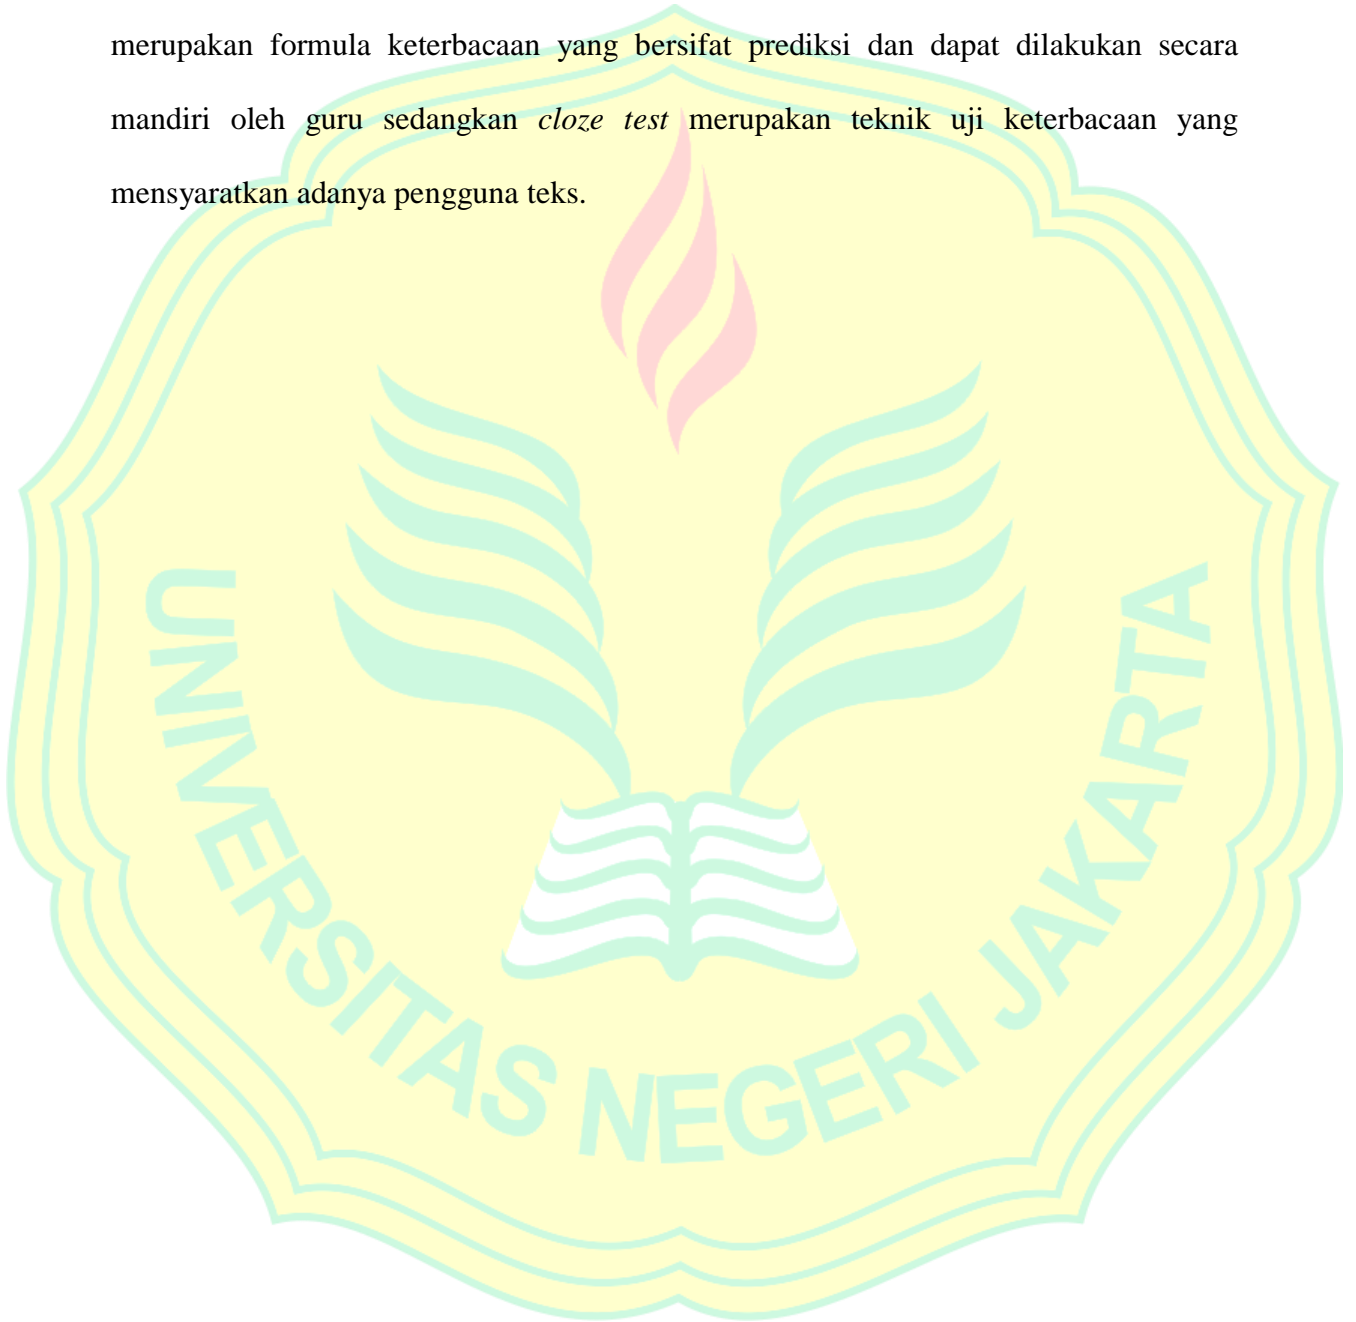 merupakan formula keterbacaan yang bersifat prediksi dan dapat dilakukan secara
mandiri oleh guru sedangkan cloze test merupakan teknik uji keterbacaan yang
mensyaratkan adanya pengguna teks.
UNIVERSITAS NEGERI JAKARTA